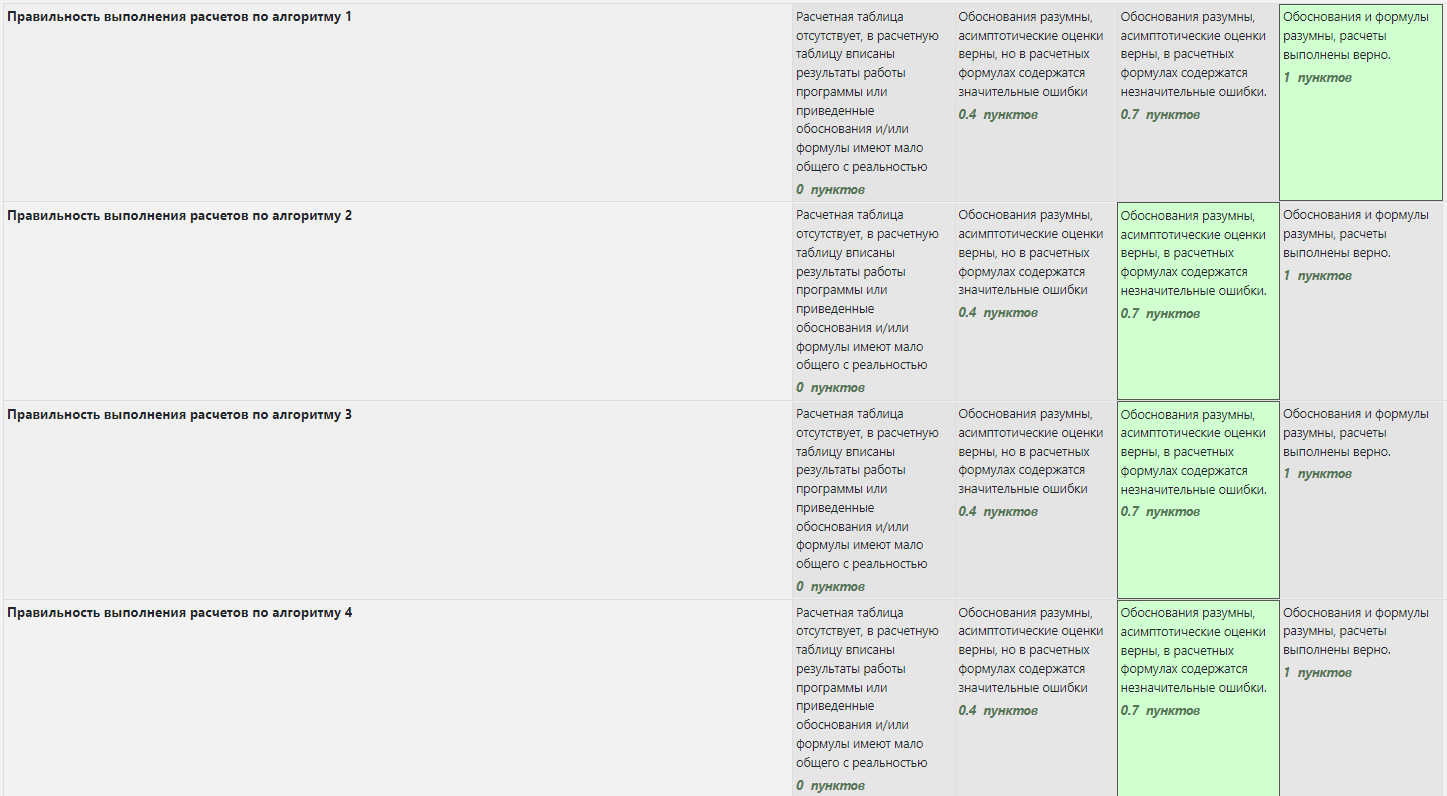 Правильность выполнения расчетов по алгоритму 1
Расчетная таблица
отсутствует, в расчетную
таблицу вписаны
результаты работы
программы или
приведенные
обоснования и/или
формулы имеют мало
общего с реальностью
0 пунктов
Обоснования разумны,
асимптотические оценки
верны, но в расчетных
формулах содержатся
значительные ошибки
0.4 пунктов
Обоснования разумны,
асимптотические оценки
верны, в расчетных
формулах содержатся
незначительные ошибки.
0.7 пунктов
Обоснования и формулы
разумны, расчеты
выполнены верно.
1 пунктов
Правильность выполнения расчетов по алгоритму 2
Расчетная таблица
отсутствует, в расчетную
таблицу вписаны
результаты работы
программы или
приведенные
обоснования и/или
формулы имеют мало
общего с реальностью
0 пунктов
Обоснования разумны,
асимптотические оценки
верны, но в расчетных
формулах содержатся
значительные ошибки
0.4 пунктов
Обоснования разумны,
асимптотические оценки
верны, в расчетных
формулах содержатся
незначительные ошибки.
0.7 пунктов
Обоснования и формулы
разумны, расчеты
выполнены верно.
1 пунктов
Правильность выполнения расчетов по алгоритму 3
Расчетная таблица
отсутствует, в расчетную
таблицу вписаны
результаты работы
программы или
приведенные
обоснования и/или
формулы имеют мало
общего с реальностью
0 пунктов
Обоснования разумны,
асимптотические оценки
верны, но в расчетных
формулах содержатся
значительные ошибки
0.4 пунктов
Обоснования разумны,
асимптотические оценки
верны, в расчетных
формулах содержатся
незначительные ошибки.
0.7 пунктов
Обоснования и формулы
разумны, расчеты
выполнены верно.
1 пунктов
Правильность выполнения расчетов по алгоритму 4
Расчетная таблица
отсутствует, в расчетную
таблицу вписаны
результаты работы
программы или
приведенные
обоснования и/или
формулы имеют мало
общего с реальностью
0 пунктов
Обоснования разумны,
асимптотические оценки
верны, но в расчетных
формулах содержатся
значительные ошибки
0.4 пунктов
Обоснования разумны,
асимптотические оценки
верны, в расчетных
формулах содержатся
незначительные ошибки.
0.7 пунктов
Обоснования и формулы
разумны, расчеты
выполнены верно.
1 пунктов